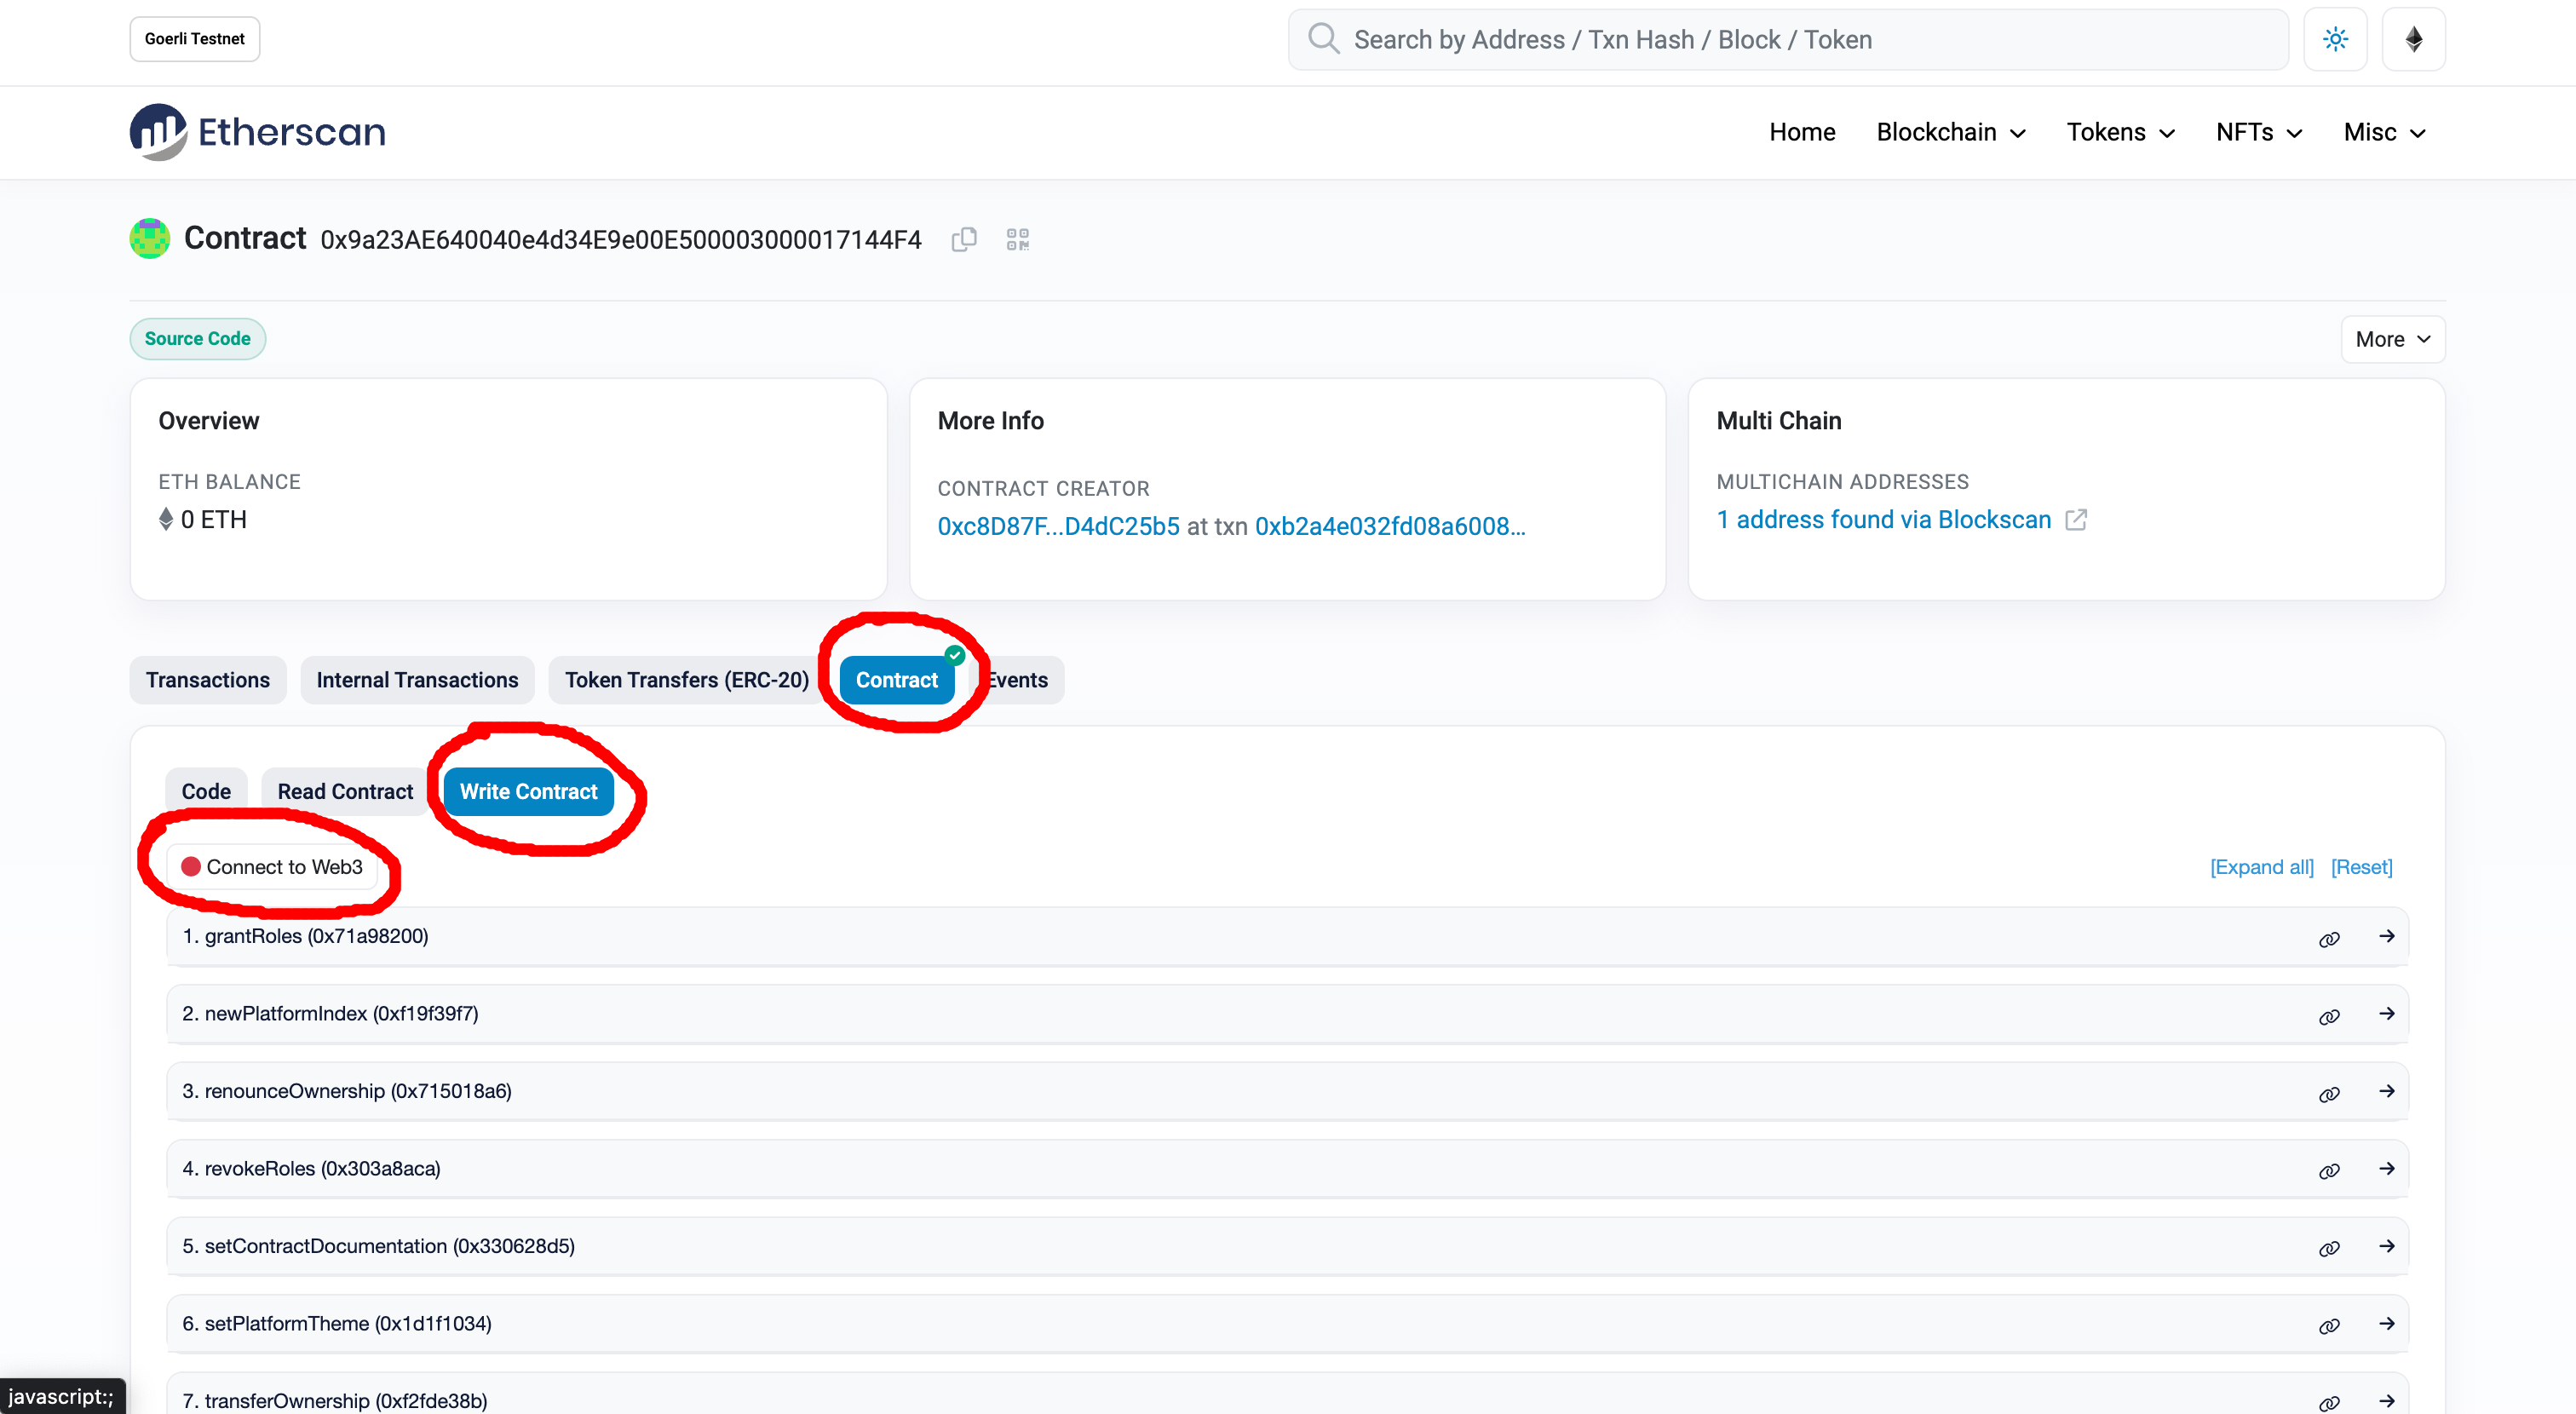 Goerli Testnet
Search by Address / Txn Hash / Block / Token
Etherscan
Home Blockchain Tokens NFTs Misc
Contract 0x9a23AE640040e4d34E9e00E500003000017144F4
Source Code
More
Overview
ETH BALANCE
0 ETH
More Info
CONTRACT CREATOR
0xc8D87F...D4dC25b5 at txn 0xb2a4e032fd08a6008...
Multi Chain
MULTICHAIN ADDRESSES
1 address found via Blockscan
Transactions Internal Transactions Token Transfers (ERC-20) Contract Events
Code Read Contract Write Contract
Connect to Web3
[Expand all] [Reset]
1. grantRoles (0x71a98200)
2. newPlatformIndex (0xf19f39f7)
3. renounceOwnership (0x715018a6)
4. revokeRoles (0x303a8aca)
5. setContractDocumentation (0x330628d5)
6. setPlatformTheme (0x1d1f1034)
7. transferOwnership (0xf2fde38b)
javascript:;